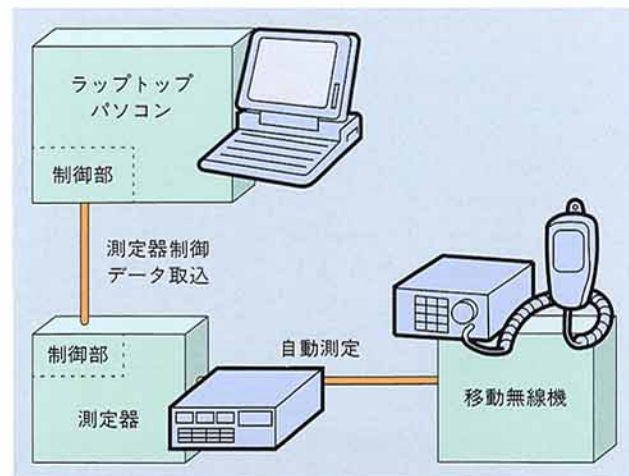 ラップトップ
パソコン
制御部
測定器制御
データ取込
制御部
測定器
自動測定
移動無線機